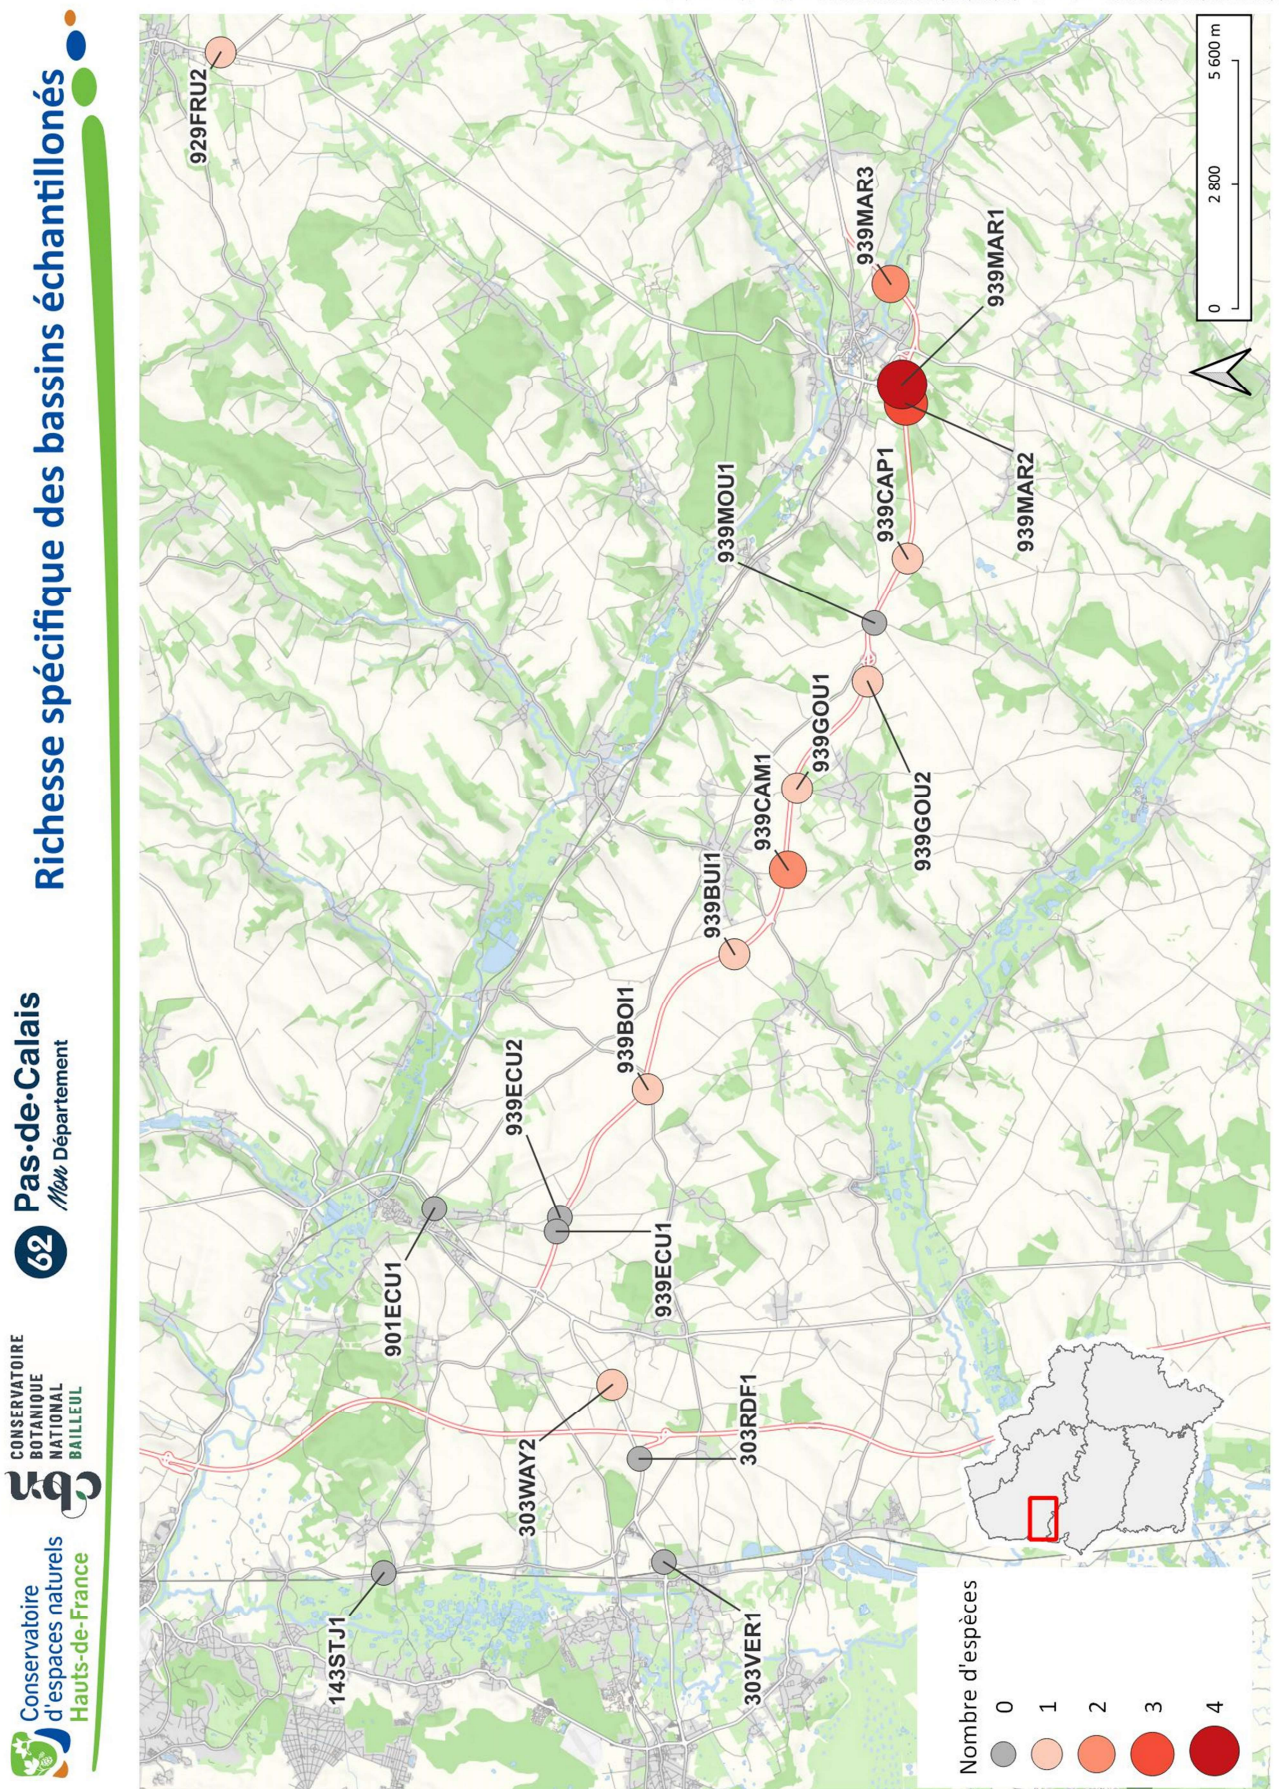 Conservatoire
d'espaces naturels
Hauts-de-France
cbn
CONSERVATOIRE
BOTANIQUE
NATIONAL
BAILLEUL
62 Pas·de·Calais
Mon Département
Richesse spécifique des bassins échantillonés
929FRU2
939MAR3
939MAR1
939MAR2
939CAP1
939MOU1
939GOU1
939GOU2
939CAM1
939BUI1
939BOI1
939ECU2
939ECU1
901ECU1
303WAY2
303RDF1
303VER1
143STJ1
Nombre d'espèces
0
1
2
3
4
0 2 800 5 600 m